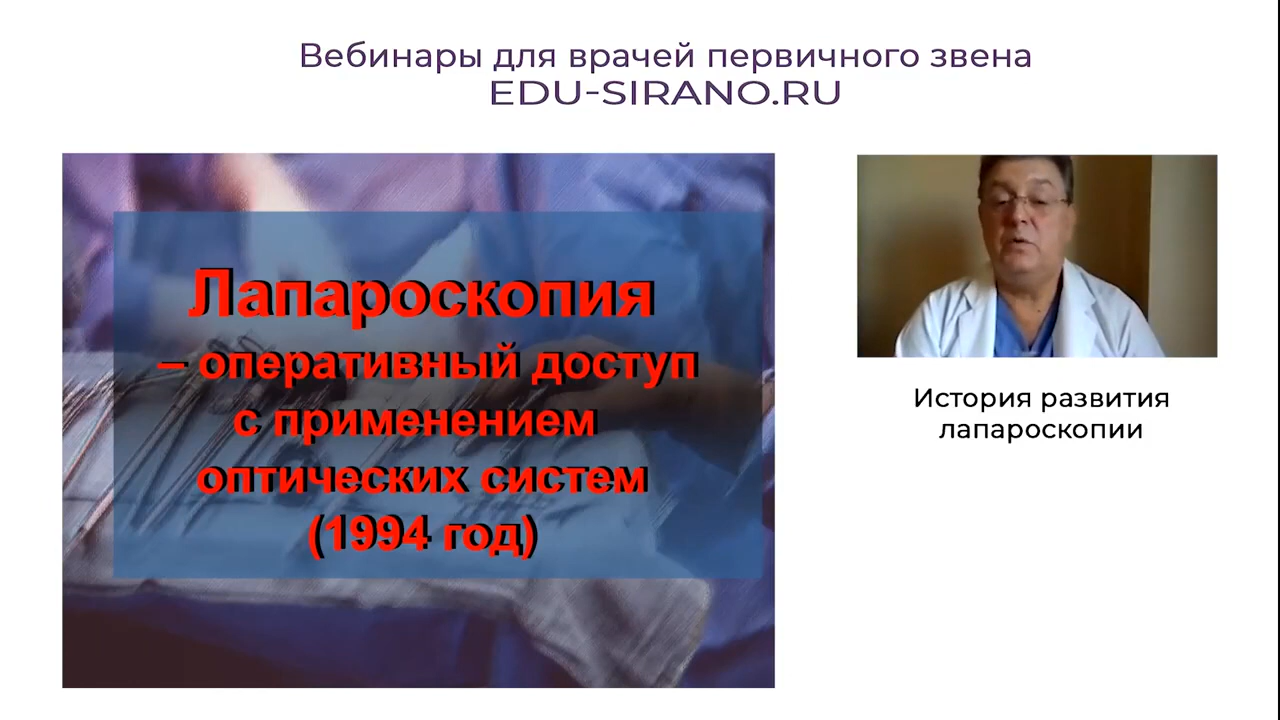 Вебинары для врачей первичного звена
EDU-SIRANO.RU
Лапароскопия
– оперативный доступ
с применением
оптических систем
(1994 год)
История развития
лапароскопии